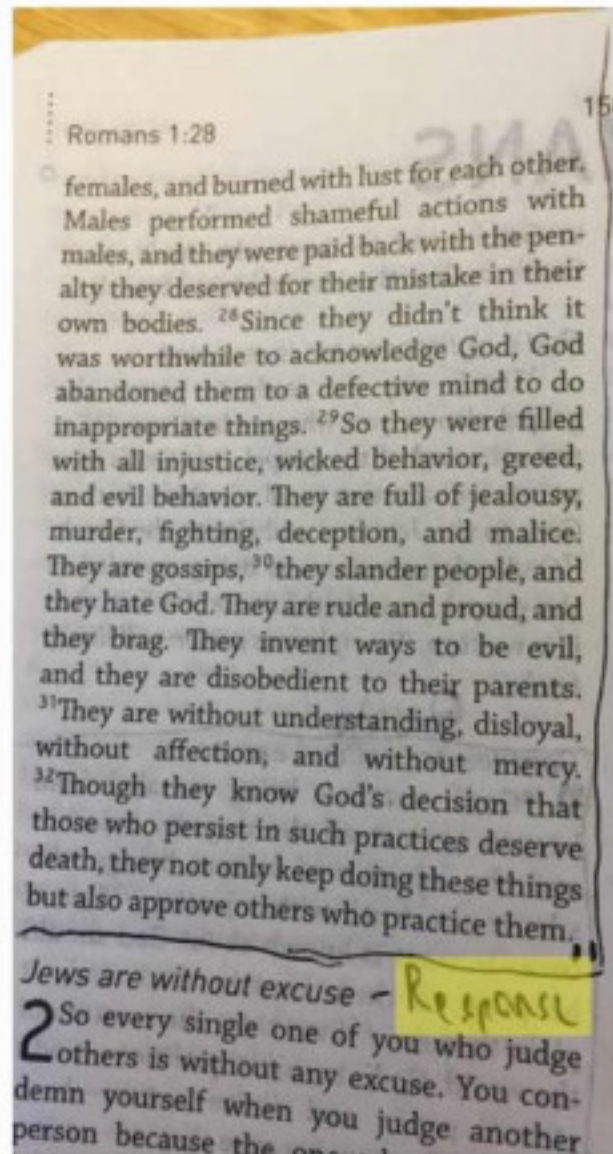 15
Romans 1:28
females, and burned with lust for each other.
Males performed shameful actions with
males, and they were paid back with the pen-
alty they deserved for their mistake in their
own bodies. ²⁸Since they didn't think it
was worthwhile to acknowledge God, God
abandoned them to a defective mind to do
inappropriate things. ²⁹So they were filled
with all injustice, wicked behavior, greed,
and evil behavior. They are full of jealousy,
murder, fighting, deception, and malice.
They are gossips, ³⁰they slander people, and
they hate God. They are rude and proud, and
they brag. They invent ways to be evil,
and they are disobedient to their parents.
³¹They are without understanding, disloyal,
without affection, and without mercy.
³²Though they know God's decision that
those who persist in such practices deserve
death, they not only keep doing these things
but also approve others who practice them."
Jews are without excuse - Response
2 So every single one of you who judge
others is without any excuse. You con-
demn yourself when you judge another
person because the